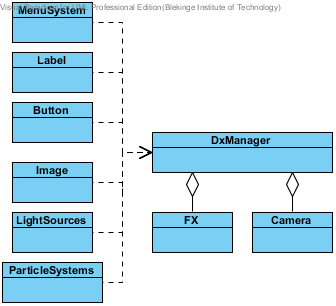 Visual Paradigm for UML Professional Edition(Blekinge Institute of Technology)
MenuSystem
Label
Button
DxManager
Image
LightSources
FX
Camera
ParticleSystems